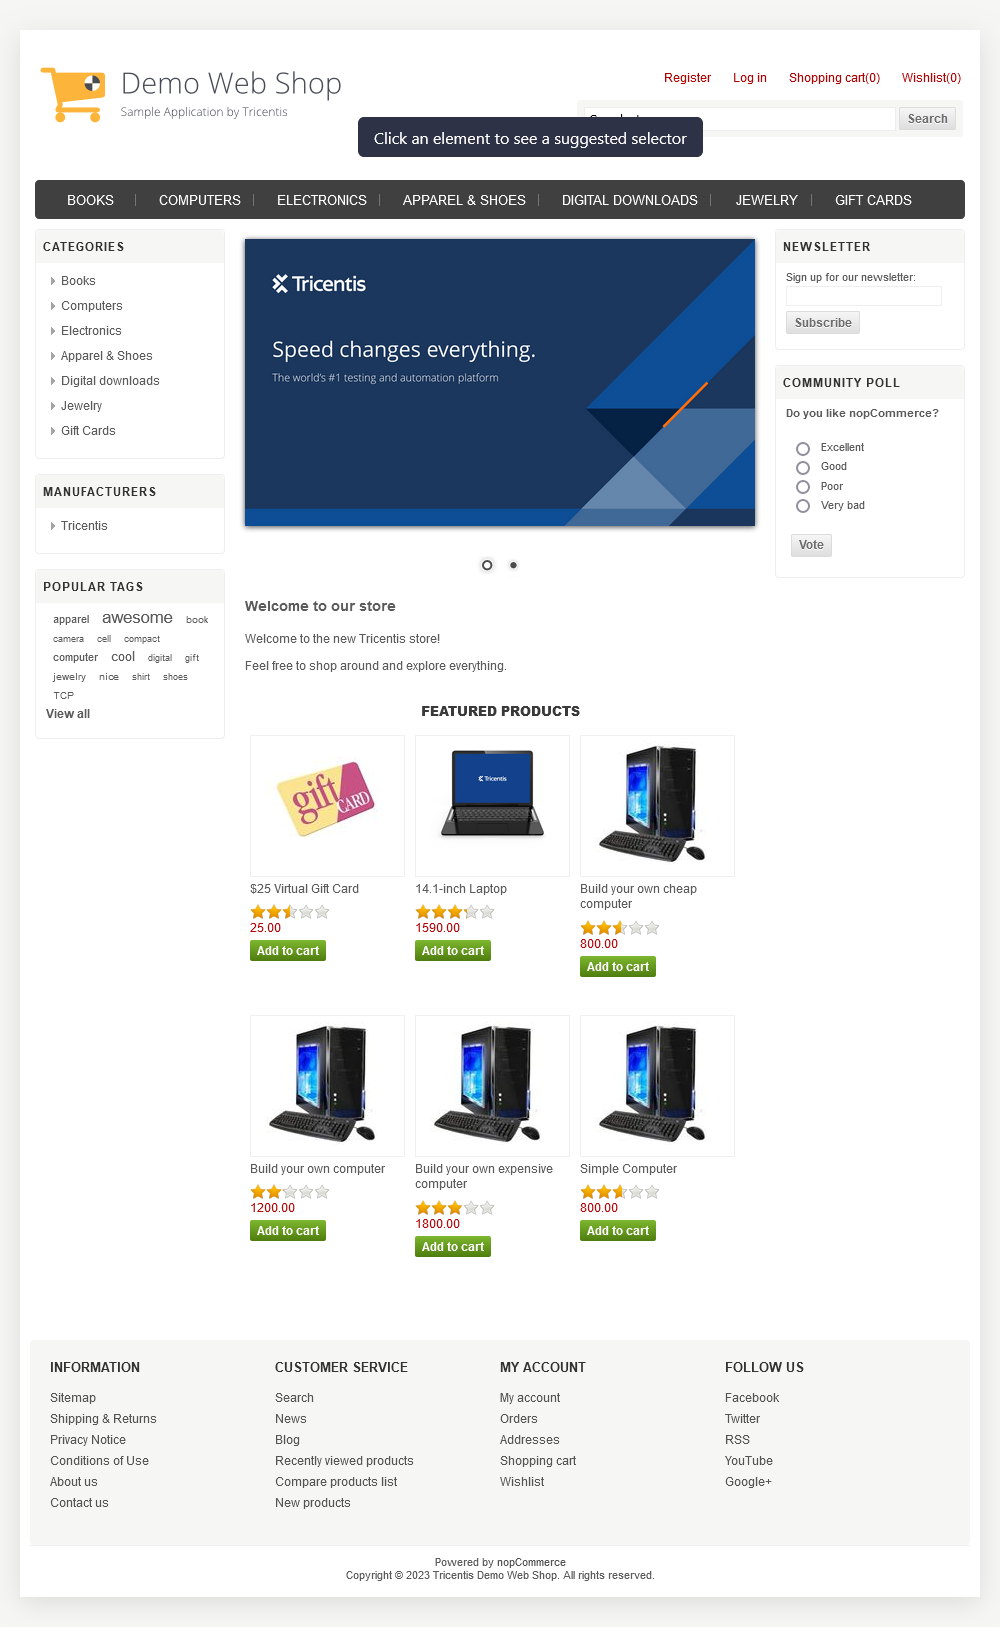 Demo Web Shop
Sample Application by Tricentis
Register Log in Shopping cart(0) Wishlist(0)
Search
Click an element to see a suggested selector
BOOKS COMPUTERS ELECTRONICS APPAREL & SHOES DIGITAL DOWNLOADS JEWELRY GIFT CARDS
CATEGORIES
Books
Computers
Electronics
Apparel & Shoes
Digital downloads
Jewelry
Gift Cards
MANUFACTURERS
Tricentis
POPULAR TAGS
apparel awesome book
camera cell compact
computer cool digital gift
jewelry nice shirt shoes
TCP
View all
Tricentis
Speed changes everything.
The world's #1 testing and automation platform
Welcome to our store
Welcome to the new Tricentis store!
Feel free to shop around and explore everything.
FEATURED PRODUCTS
gift CARD
$25 Virtual Gift Card
25.00
Add to cart
Tricentis
14.1-inch Laptop
1590.00
Add to cart
Build your own cheap
computer
800.00
Add to cart
Build your own computer
1200.00
Add to cart
Build your own expensive
computer
1800.00
Add to cart
Simple Computer
800.00
Add to cart
NEWSLETTER
Sign up for our newsletter:
Subscribe
COMMUNITY POLL
Do you like nopCommerce?
Excellent
Good
Poor
Very bad
Vote
INFORMATION
Sitemap
Shipping & Returns
Privacy Notice
Conditions of Use
About us
Contact us
CUSTOMER SERVICE
Search
News
Blog
Recently viewed products
Compare products list
New products
MY ACCOUNT
My account
Orders
Addresses
Shopping cart
Wishlist
FOLLOW US
Facebook
Twitter
RSS
YouTube
Google+
Powered by nopCommerce
Copyright © 2023 Tricentis Demo Web Shop. All rights reserved.